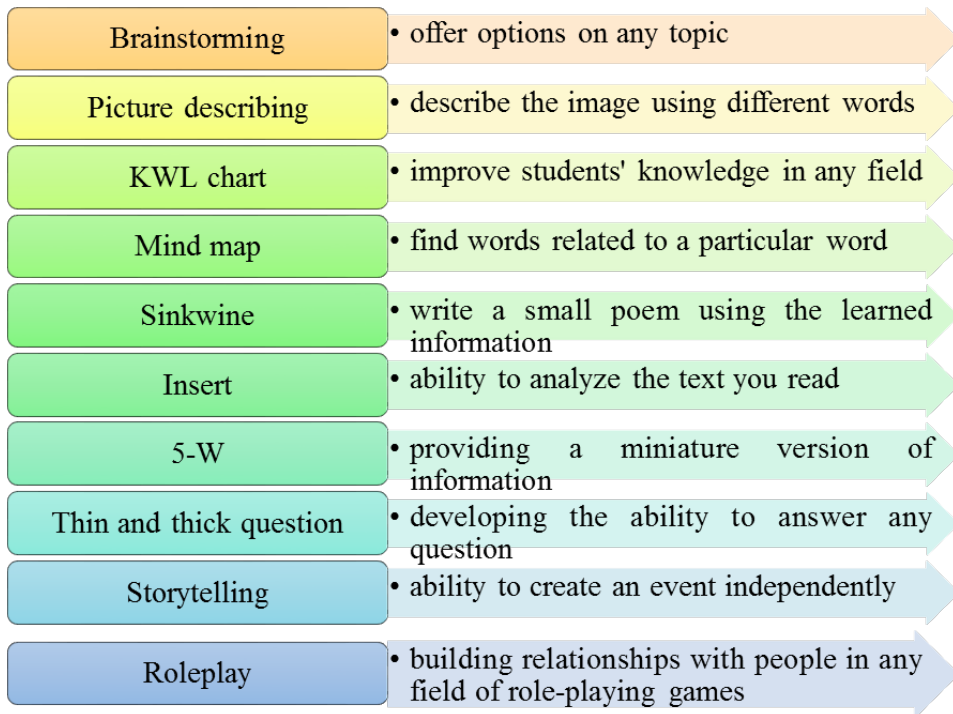 Brainstorming
• offer options on any topic
Picture describing
• describe the image using different words
KWL chart
• improve students' knowledge in any field
Mind map
• find words related to a particular word
Sinkwine
• write a small poem using the learned
information
Insert
• ability to analyze the text you read
5-W
• providing a miniature version of
information
Thin and thick question
• developing the ability to answer any
question
Storytelling
• ability to create an event independently
Roleplay
• building relationships with people in any
field of role-playing games